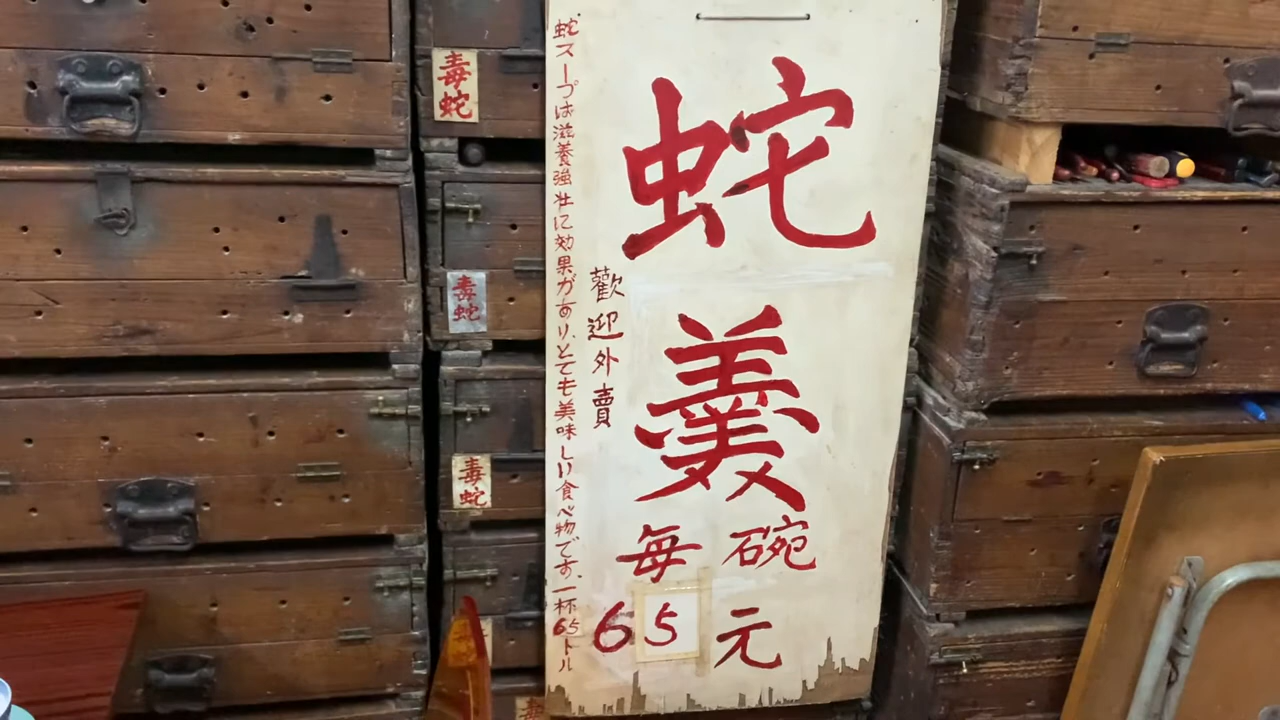 蛇羹
每碗
65元
歡迎外賣
蛇スープは滋養強壮に効果があり、とても美味しい食べ物です、一杯65トル
毒蛇
毒蛇
毒蛇